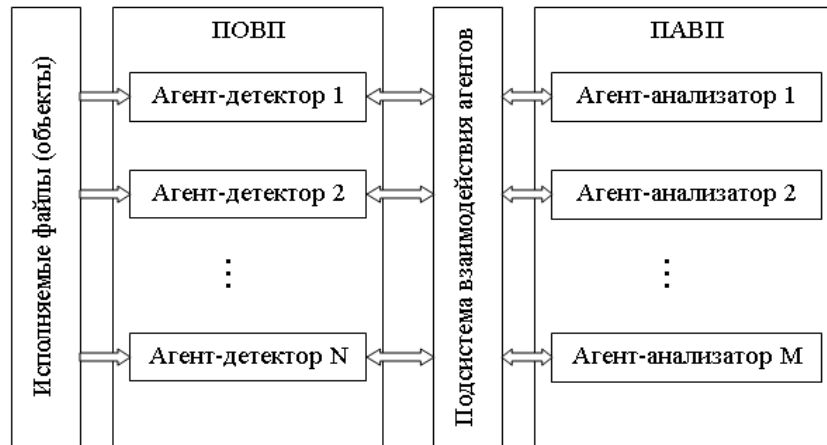 Исполняемые файлы (объекты)
ПОВП
Агент-детектор 1
Агент-детектор 2
⋮
Агент-детектор N
Подсистема взаимодействия агентов
ПАВП
Агент-анализатор 1
Агент-анализатор 2
⋮
Агент-анализатор M